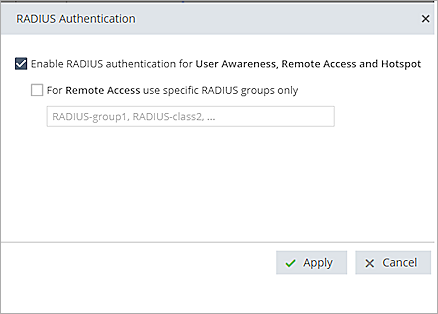 RADIUS Authentication
Enable RADIUS authentication for User Awareness, Remote Access and Hotspot
For Remote Access use specific RADIUS groups only
RADIUS-group1, RADIUS-class2, ...
Apply
Cancel